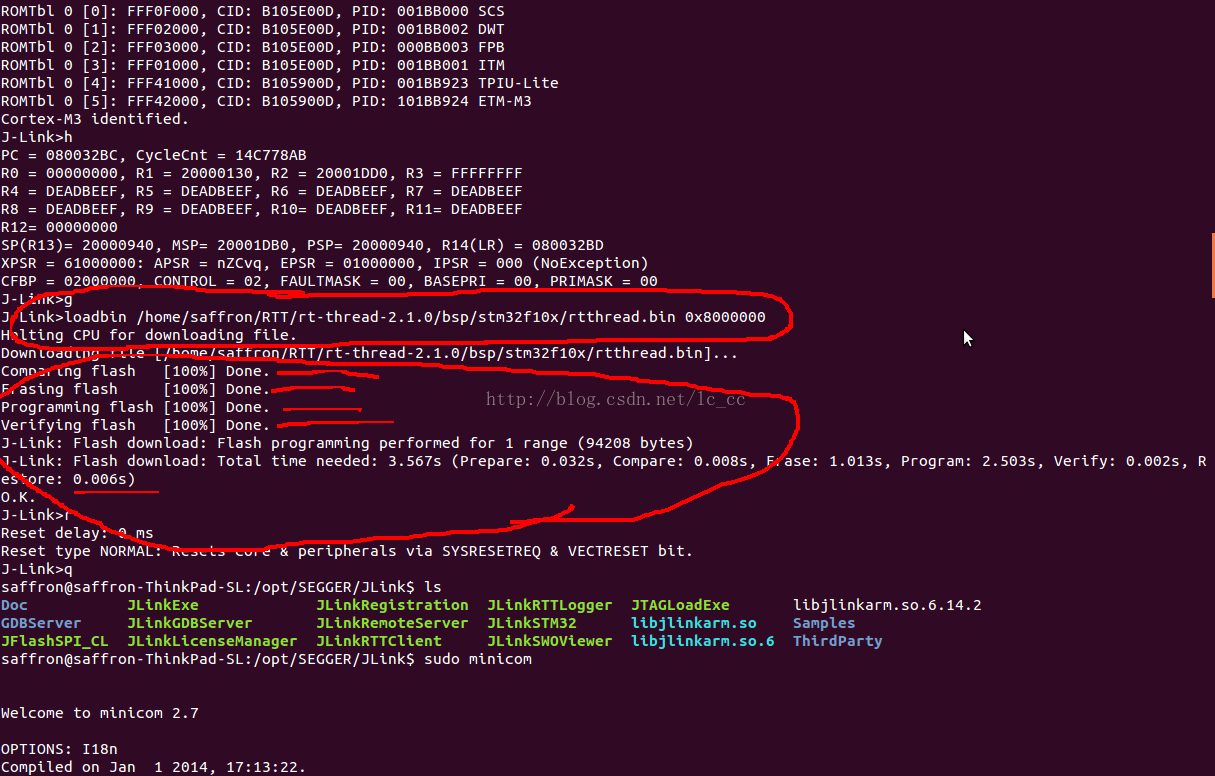 ROMTbl 0 [0]: FFF0F000, CID: B105E00D, PID: 001BB000 SCS
ROMTbl 0 [1]: FFF02000, CID: B105E00D, PID: 001BB002 DWT
ROMTbl 0 [2]: FFF03000, CID: B105E00D, PID: 000BB003 FPB
ROMTbl 0 [3]: FFF01000, CID: B105E00D, PID: 001BB001 ITM
ROMTbl 0 [4]: FFF41000, CID: B105900D, PID: 001BB923 TPIU-Lite
ROMTbl 0 [5]: FFF42000, CID: B105900D, PID: 101BB924 ETM-M3
Cortex-M3 identified.
J-Link>h
PC = 080032BC, CycleCnt = 14C778AB
R0 = 00000000, R1 = 20000130, R2 = 20001DD0, R3 = FFFFFFFF
R4 = DEADBEEF, R5 = DEADBEEF, R6 = DEADBEEF, R7 = DEADBEEF
R8 = DEADBEEF, R9 = DEADBEEF, R10= DEADBEEF, R11= DEADBEEF
R12= 00000000
SP(R13)= 20000940, MSP= 20001DB0, PSP= 20000940, R14(LR) = 080032BD
XPSR = 61000000: APSR = nZCvq, EPSR = 01000000, IPSR = 000 (NoException)
CFBP = 02000000, CONTROL = 02, FAULTMASK = 00, BASEPRI = 00, PRIMASK = 00
J-Link>g
J-Link>loadbin /home/saffron/RTT/rt-thread-2.1.0/bsp/stm32f10x/rtthread.bin 0x8000000
Halting CPU for downloading file.
Downloading file [/home/saffron/RTT/rt-thread-2.1.0/bsp/stm32f10x/rtthread.bin]...
Comparing flash   [100%] Done.
Erasing flash     [100%] Done.
http://blog.csdn.net/lc_cc
Programming flash [100%] Done.
Verifying flash   [100%] Done.
J-Link: Flash download: Flash programming performed for 1 range (94208 bytes)
J-Link: Flash download: Total time needed: 3.567s (Prepare: 0.032s, Compare: 0.008s, Erase: 1.013s, Program: 2.503s, Verify: 0.002s, R
estore: 0.006s)
O.K.
J-Link>r
Reset delay: 0 ms
Reset type NORMAL: Resets core & peripherals via SYSRESETREQ & VECTRESET bit.
J-Link>q
saffron@saffron-ThinkPad-SL:/opt/SEGGER/JLink$ ls
Doc           JLinkExe             JLinkRegistration  JLinkRTTLogger  JTAGLoadExe       libjlinkarm.so.6.14.2
GDBServer     JLinkGDBServer       JLinkRemoteServer  JLinkSTM32      libjlinkarm.so    Samples
JFlashSPI_CL  JLinkLicenseManager  JLinkRTTClient     JLinkSWOViewer  libjlinkarm.so.6  ThirdParty
saffron@saffron-ThinkPad-SL:/opt/SEGGER/JLink$ sudo minicom
Welcome to minicom 2.7
OPTIONS: I18n
Compiled on Jan  1 2014, 17:13:22.